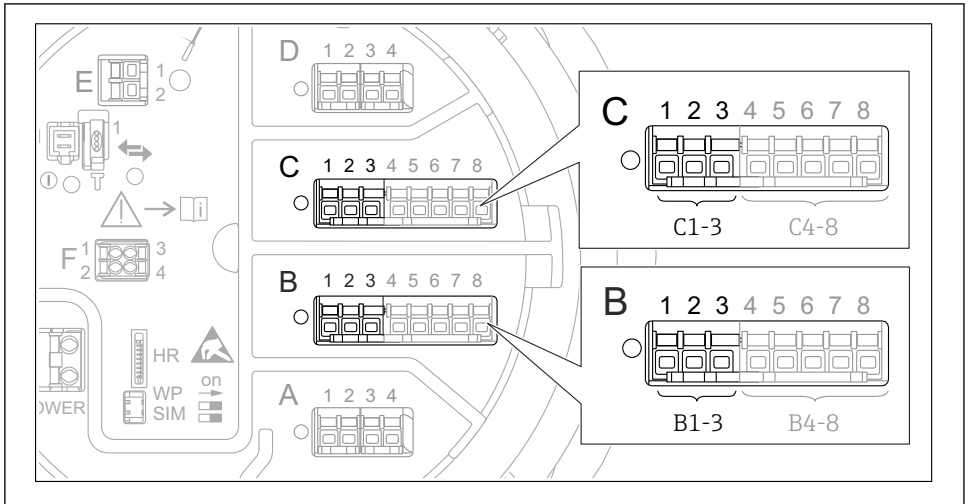 D 1 2 3 4
E 1
2
1
C 1 2 3 4 5 6 7 8
i
F 1 3
2 4
B 1 2 3 4 5 6 7 8
HR
WP on
SIM
OWER
A 1 2 3 4
C 1 2 3 4 5 6 7 8
C1-3 C4-8
B 1 2 3 4 5 6 7 8
B1-3 B4-8